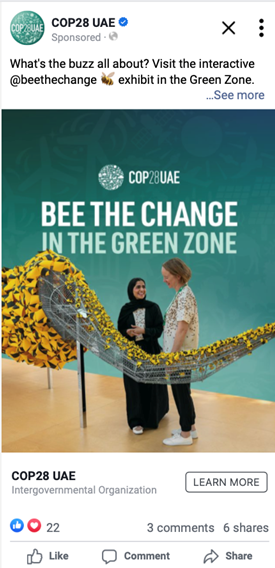 COP28UAE
COP28 UAE
Sponsored ·
What's the buzz all about? Visit the interactive
@beethechange 🐝 exhibit in the Green Zone.
...See more
COP28UAE
BEE THE CHANGE
IN THE GREEN ZONE
COP28 UAE
Intergovernmental Organization
LEARN MORE
22
3 comments 6 shares
Like
Comment
Share